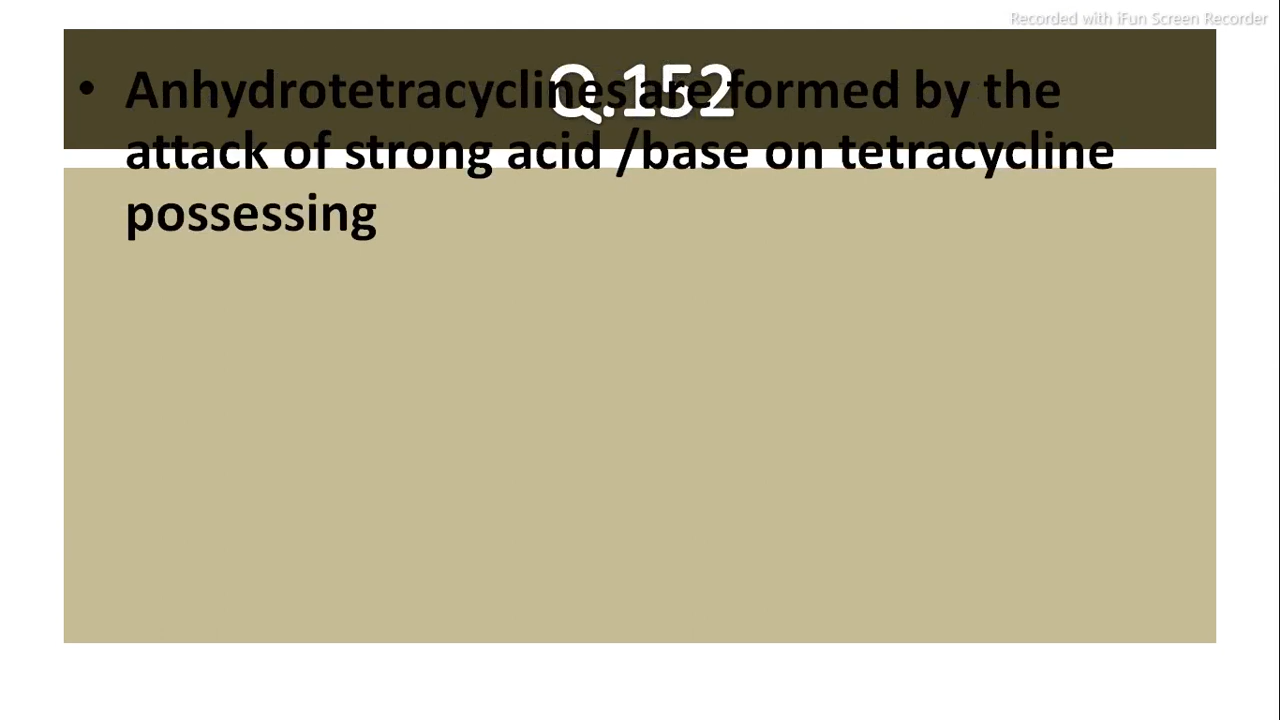 Recorded with iFun Screen Recorder
Q.152
• Anhydrotetracyclines are formed by the
attack of strong acid /base on tetracycline
possessing